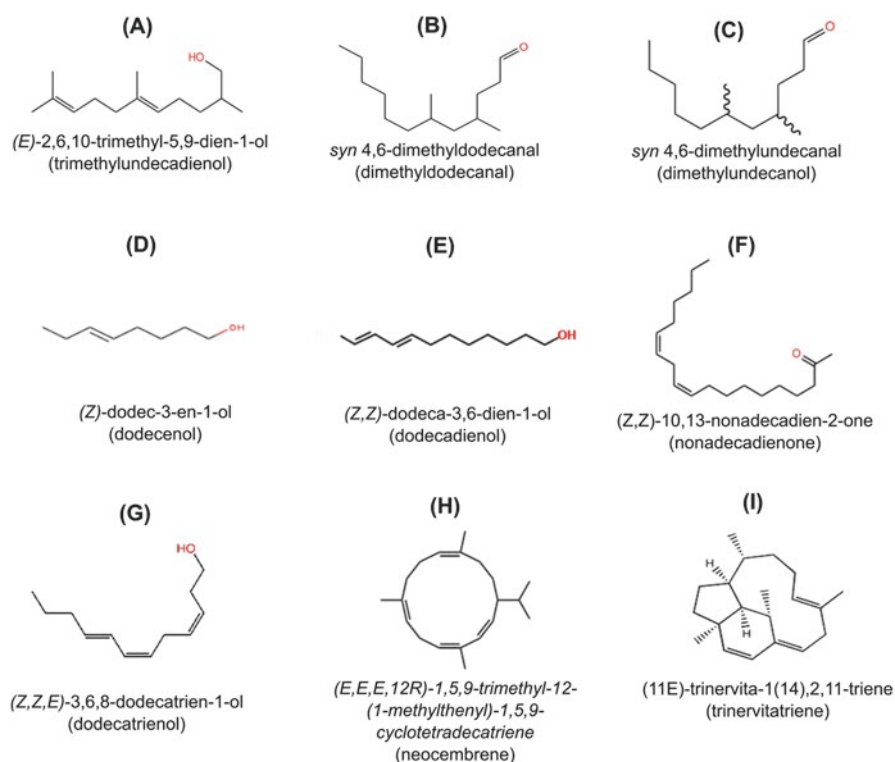 (A)
HO
(E)-2,6,10-trimethyl-5,9-dien-1-ol
(trimethylundecadienol)
(B)
O
syn 4,6-dimethyldodecanal
(dimethyldodecanal)
(C)
O
syn 4,6-dimethylundecanal
(dimethylundecanol)
(D)
OH
(Z)-dodec-3-en-1-ol
(dodecenol)
(E)
OH
(Z,Z)-dodeca-3,6-dien-1-ol
(dodecadienol)
(F)
O
(Z,Z)-10,13-nonadecadien-2-one
(nonadecadienone)
(G)
HO
(Z,Z,E)-3,6,8-dodecatrien-1-ol
(dodecatrienol)
(H)
(E,E,E,12R)-1,5,9-trimethyl-12-
(1-methylthenyl)-1,5,9-
cyclotetradecatriene
(neocembrene)
(I)
H
H
(11E)-trinervita-1(14),2,11-triene
(trinervitatriene)